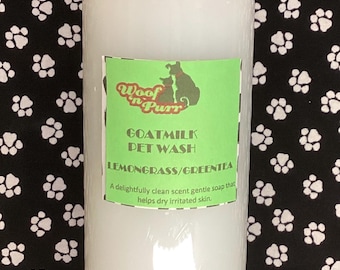 Woof
'n'
Purr
GOATMILK
PET WASH
LEMONGRASS/GREENTEA
A delightfully clean scent gentle soap that
helps dry irritated skin.